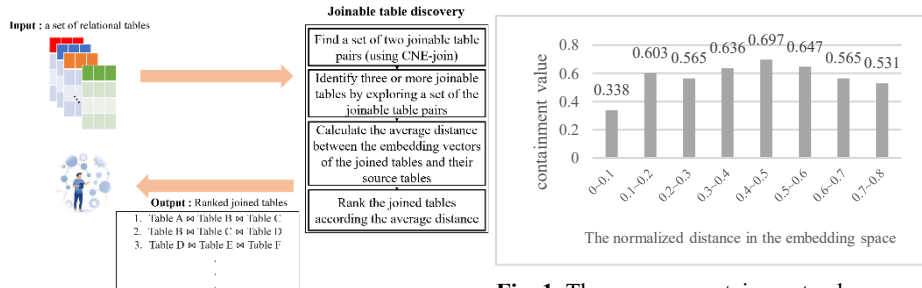 Joinable table discovery
Input : a set of relational tables
Find a set of two joinable table
pairs (using CNE-join)
Identify three or more joinable
tables by exploring a set of the
joinable table pairs
Calculate the average distance
between the embedding vectors
of the joined tables and their
source tables
Rank the joined tables
according the average distance
Output : Ranked joined tables
1. Table A ⋈ Table B ⋈ Table C
2. Table B ⋈ Table C ⋈ Table D
3. Table D ⋈ Table E ⋈ Table F
.
.
.
containment value
0.8
0.6
0.4
0.2
0
0.338
0.603
0.565
0.636
0.697
0.647
0.565
0.531
0~0.1
0.1~0.2
0.2~0.3
0.3~0.4
0.4~0.5
0.5~0.6
0.6~0.7
0.7~0.8
The normalized distance in the embedding space